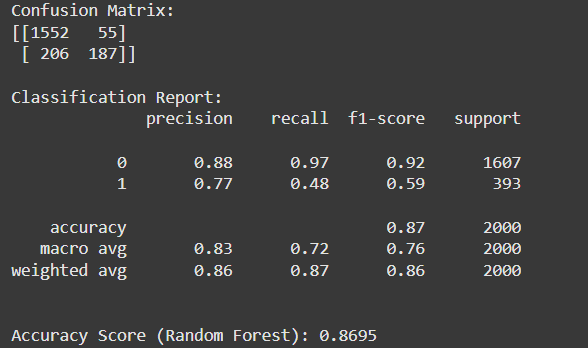 Confusion Matrix:
[[1552   55]
 [ 206  187]]
Classification Report:
              precision    recall  f1-score   support
           0       0.88      0.97      0.92      1607
           1       0.77      0.48      0.59       393
    accuracy                           0.87      2000
   macro avg       0.83      0.72      0.76      2000
weighted avg       0.86      0.87      0.86      2000
Accuracy Score (Random Forest): 0.8695